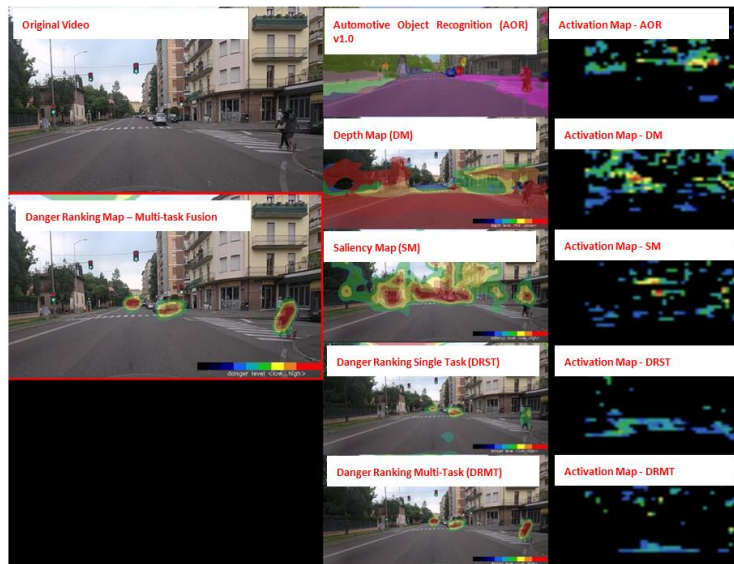 Original Video
Automotive Object Recognition (AOR)
v1.0
Activation Map - AOR
Depth Map (DM)
Activation Map - DM
Danger Ranking Map – Multi-task Fusion
Saliency Map (SM)
Activation Map - SM
danger level <low..high>
Danger Ranking Single Task (DRST)
Activation Map - DRST
Danger Ranking Multi-Task (DRMT)
Activation Map - DRMT